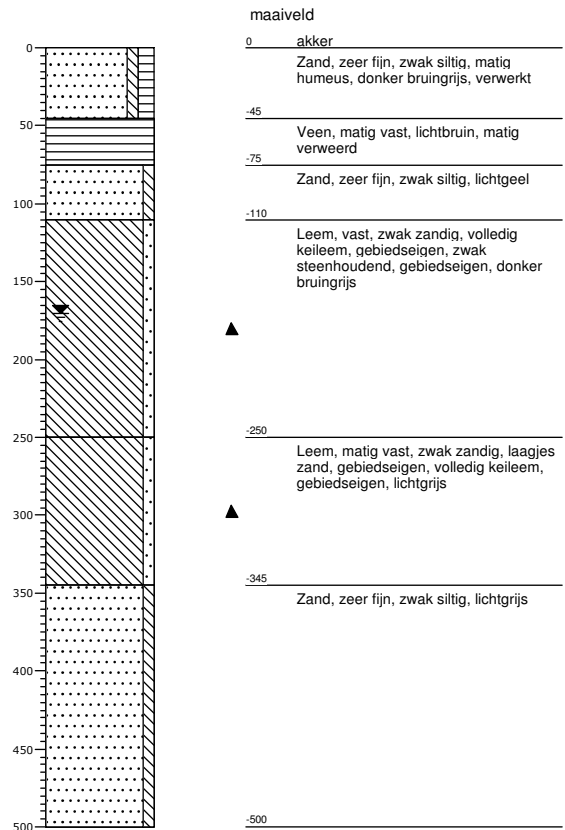 maaiveld
0 akker
Zand, zeer fijn, zwak siltig, matig
humeus, donker bruingrijs, verwerkt
-45
Veen, matig vast, lichtbruin, matig
verweerd
-75
Zand, zeer fijn, zwak siltig, lichtgeel
-110
Leem, vast, zwak zandig, volledig
keileem, gebiedseigen, zwak
steenhoudend, gebiedseigen, donker
bruingrijs
-250
Leem, matig vast, zwak zandig, laagjes
zand, gebiedseigen, volledig keileem,
gebiedseigen, lichtgrijs
-345
Zand, zeer fijn, zwak siltig, lichtgrijs
-500
0
50
100
150
200
250
300
350
400
450
500